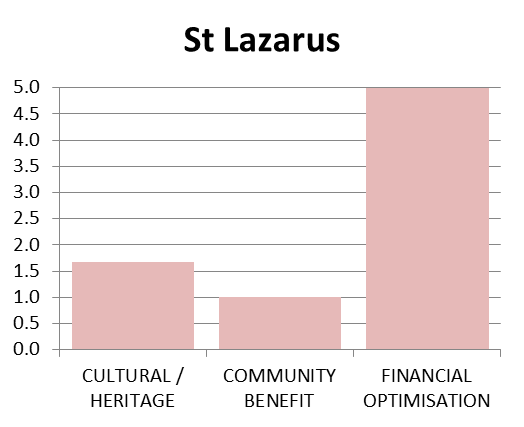 St Lazarus
5.0
4.5
4.0
3.5
3.0
2.5
2.0
1.5
1.0
0.5
0.0
CULTURAL /
HERITAGE
COMMUNITY
BENEFIT
FINANCIAL
OPTIMISATION